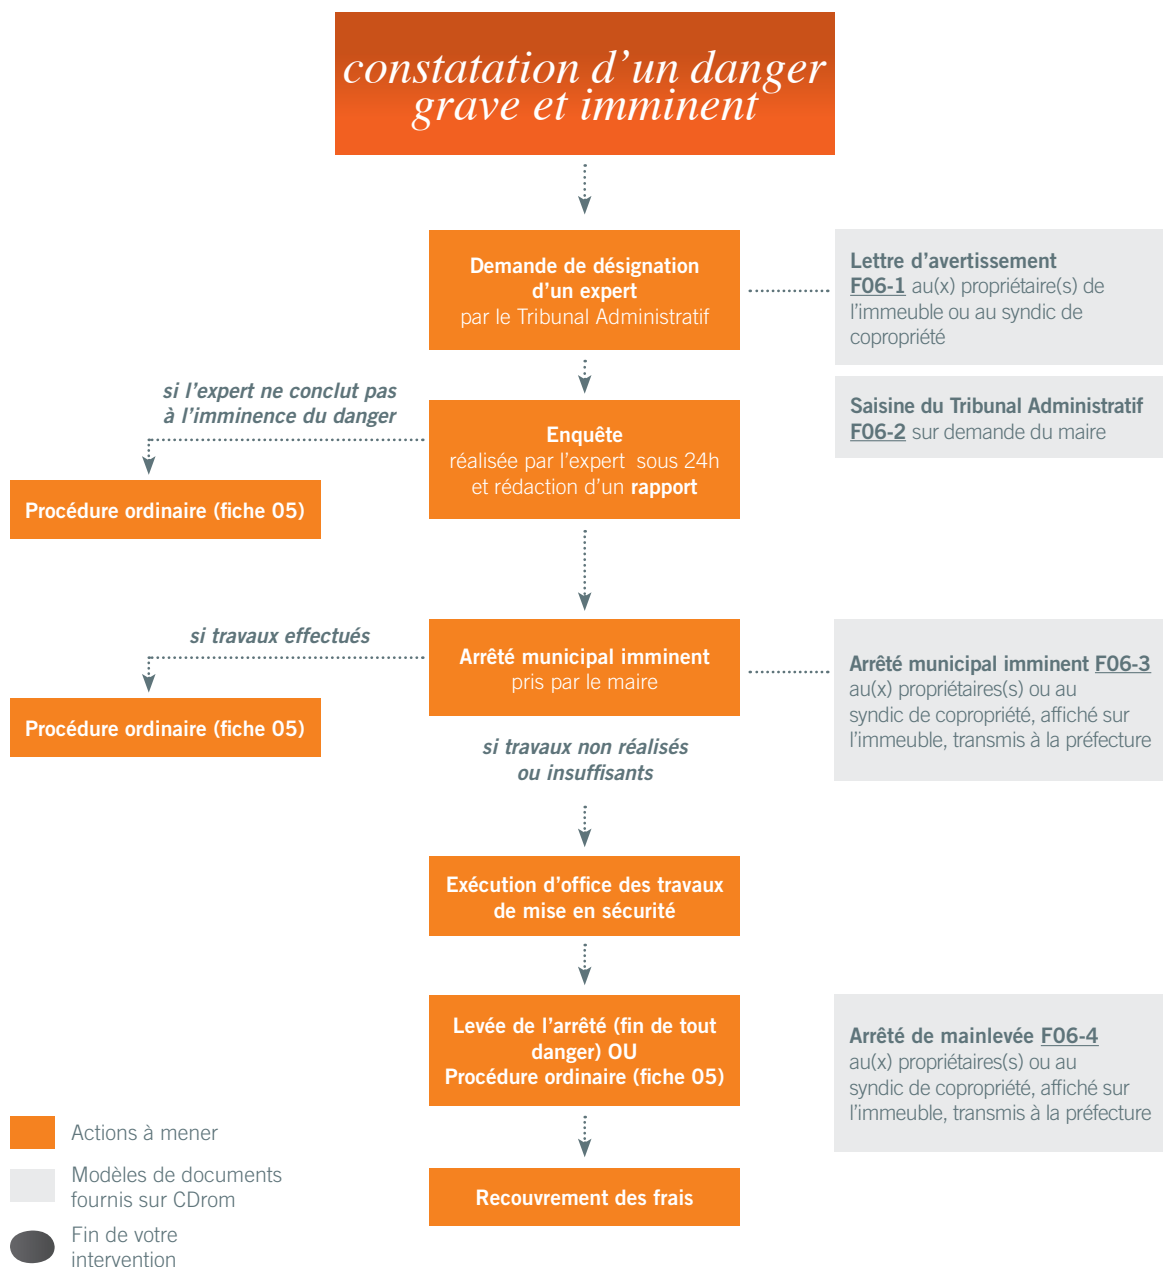 constatation d’un danger
grave et imminent
Demande de désignation
d’un expert
par le Tribunal Administratif
Lettre d’avertissement
F06-1 au(x) propriétaire(s) de
l’immeuble ou au syndic de
copropriété
si l’expert ne conclut pas
à l’imminence du danger
Saisine du Tribunal Administratif
F06-2 sur demande du maire
Enquête
réalisée par l’expert sous 24h
et rédaction d’un rapport
Procédure ordinaire (fiche 05)
si travaux effectués
Arrêté municipal imminent
pris par le maire
Arrêté municipal imminent F06-3
au(x) propriétaires(s) ou au
syndic de copropriété, affiché sur
l’immeuble, transmis à la préfecture
Procédure ordinaire (fiche 05)
si travaux non réalisés
ou insuffisants
Exécution d’office des travaux
de mise en sécurité
Levée de l’arrêté (fin de tout
danger) OU
Procédure ordinaire (fiche 05)
Arrêté de mainlevée F06-4
au(x) propriétaires(s) ou au
syndic de copropriété, affiché sur
l’immeuble, transmis à la préfecture
Recouvrement des frais
Actions à mener
Modèles de documents
fournis sur CDrom
Fin de votre
intervention